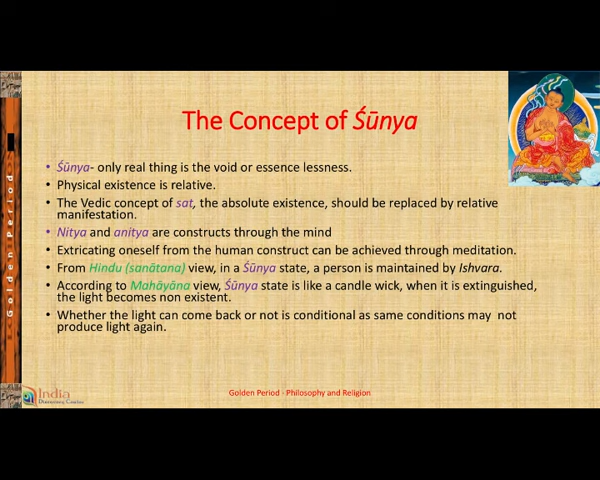 The Concept of Śūnya
• Śūnya- only real thing is the void or essence lessness.
• Physical existence is relative.
• The Vedic concept of sat, the absolute existence, should be replaced by relative
manifestation.
• Nitya and anitya are constructs through the mind
• Extricating oneself from the human construct can be achieved through meditation.
• From Hindu (sanātana) view, in a Śūnya state, a person is maintained by Ishvara.
• According to Mahāyāna view, Śūnya state is like a candle wick, when it is extinguished,
the light becomes non existent.
• Whether the light can come back or not is conditional as same conditions may not
produce light again.
Golden Period
India
Discovery Center
Golden Period - Philosophy and Religion